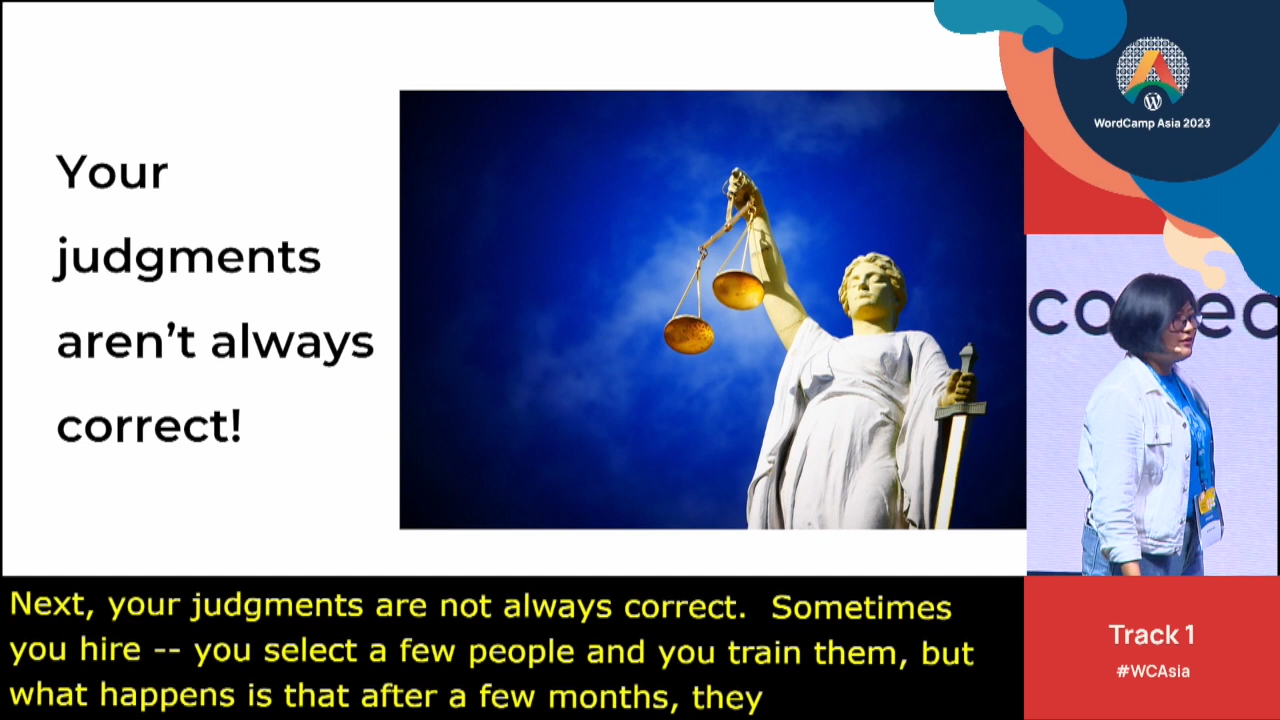 Your
judgments
aren’t always
correct!
WordCamp Asia 2023
Next, your judgments are not always correct.  Sometimes
you hire -- you select a few people and you train them, but
what happens is that after a few months, they
Track 1
#WCAsia